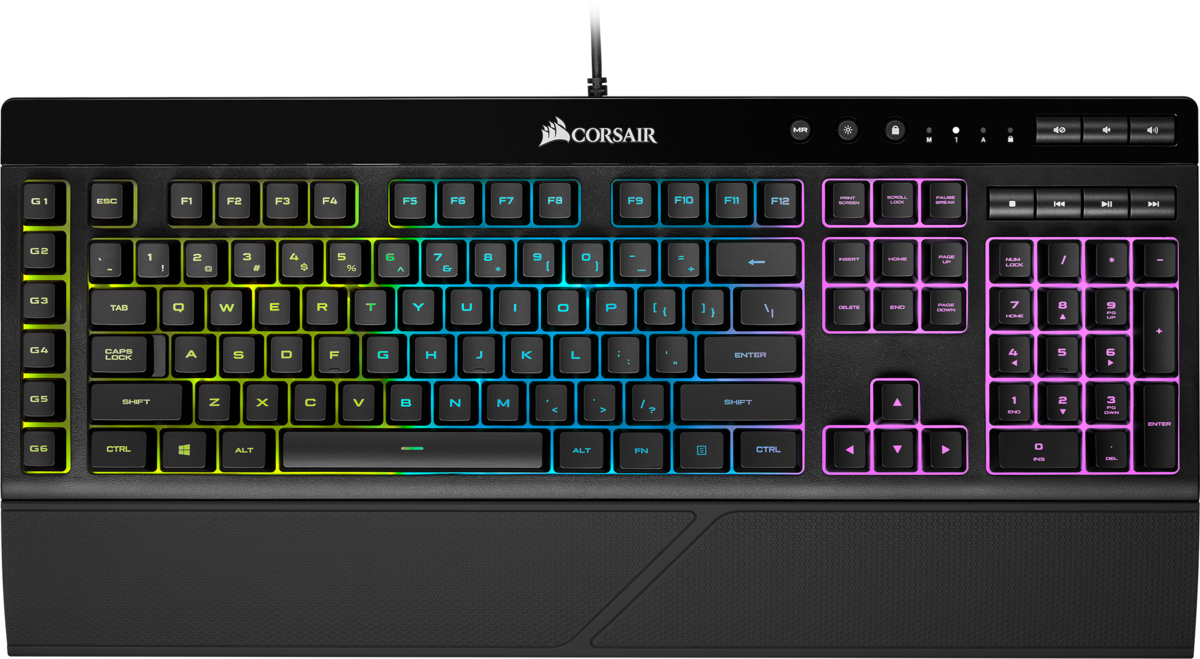 CORSAIR
MR
M 1 A
G1 ESC F1 F2 F3 F4 F5 F6 F7 F8 F9 F10 F11 F12 PRINT SCREEN SCROLL LOCK PAUSE BREAK
G2 ` ~ 1 ! 2 @ 3 # 4 $ 5 % 6 ^ 7 & 8 * 9 ( 0 ) - _ = + INSERT HOME PAGE UP NUM LOCK / * -
G3 TAB Q W E R T Y U I O P [ { ] } \ | DELETE END PAGE DOWN 7 HOME 8 9 PG UP +
G4 CAPS LOCK A S D F G H J K L ; : ' " ENTER 4 5 6
G5 SHIFT Z X C V B N M , < . > / ? SHIFT 1 END 2 3 PG DWN ENTER
G6 CTRL ALT ALT FN CTRL 0 INS . DEL